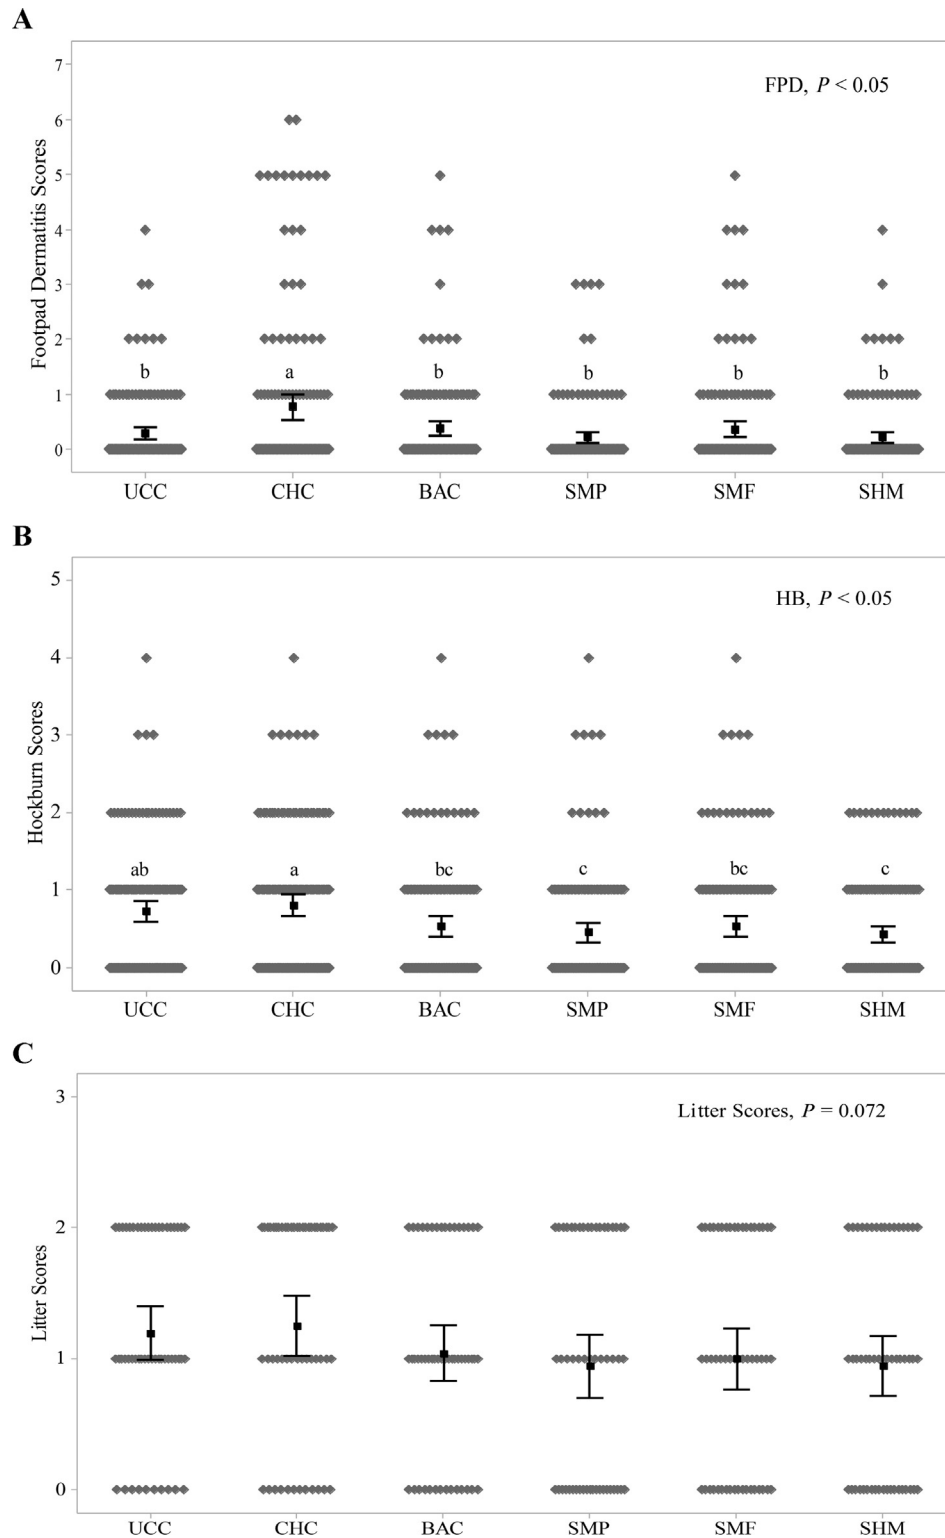 A
FPD, P < 0.05
Footpad Dermatitis Scores
7
6
5
4
3
2
1
0
b a b b b b
UCC CHC BAC SMP SMF SHM
B
HB, P < 0.05
Hockburn Scores
5
4
3
2
1
0
ab a bc c bc c
UCC CHC BAC SMP SMF SHM
C
Litter Scores, P = 0.072
Litter Scores
3
2
1
0
UCC CHC BAC SMP SMF SHM